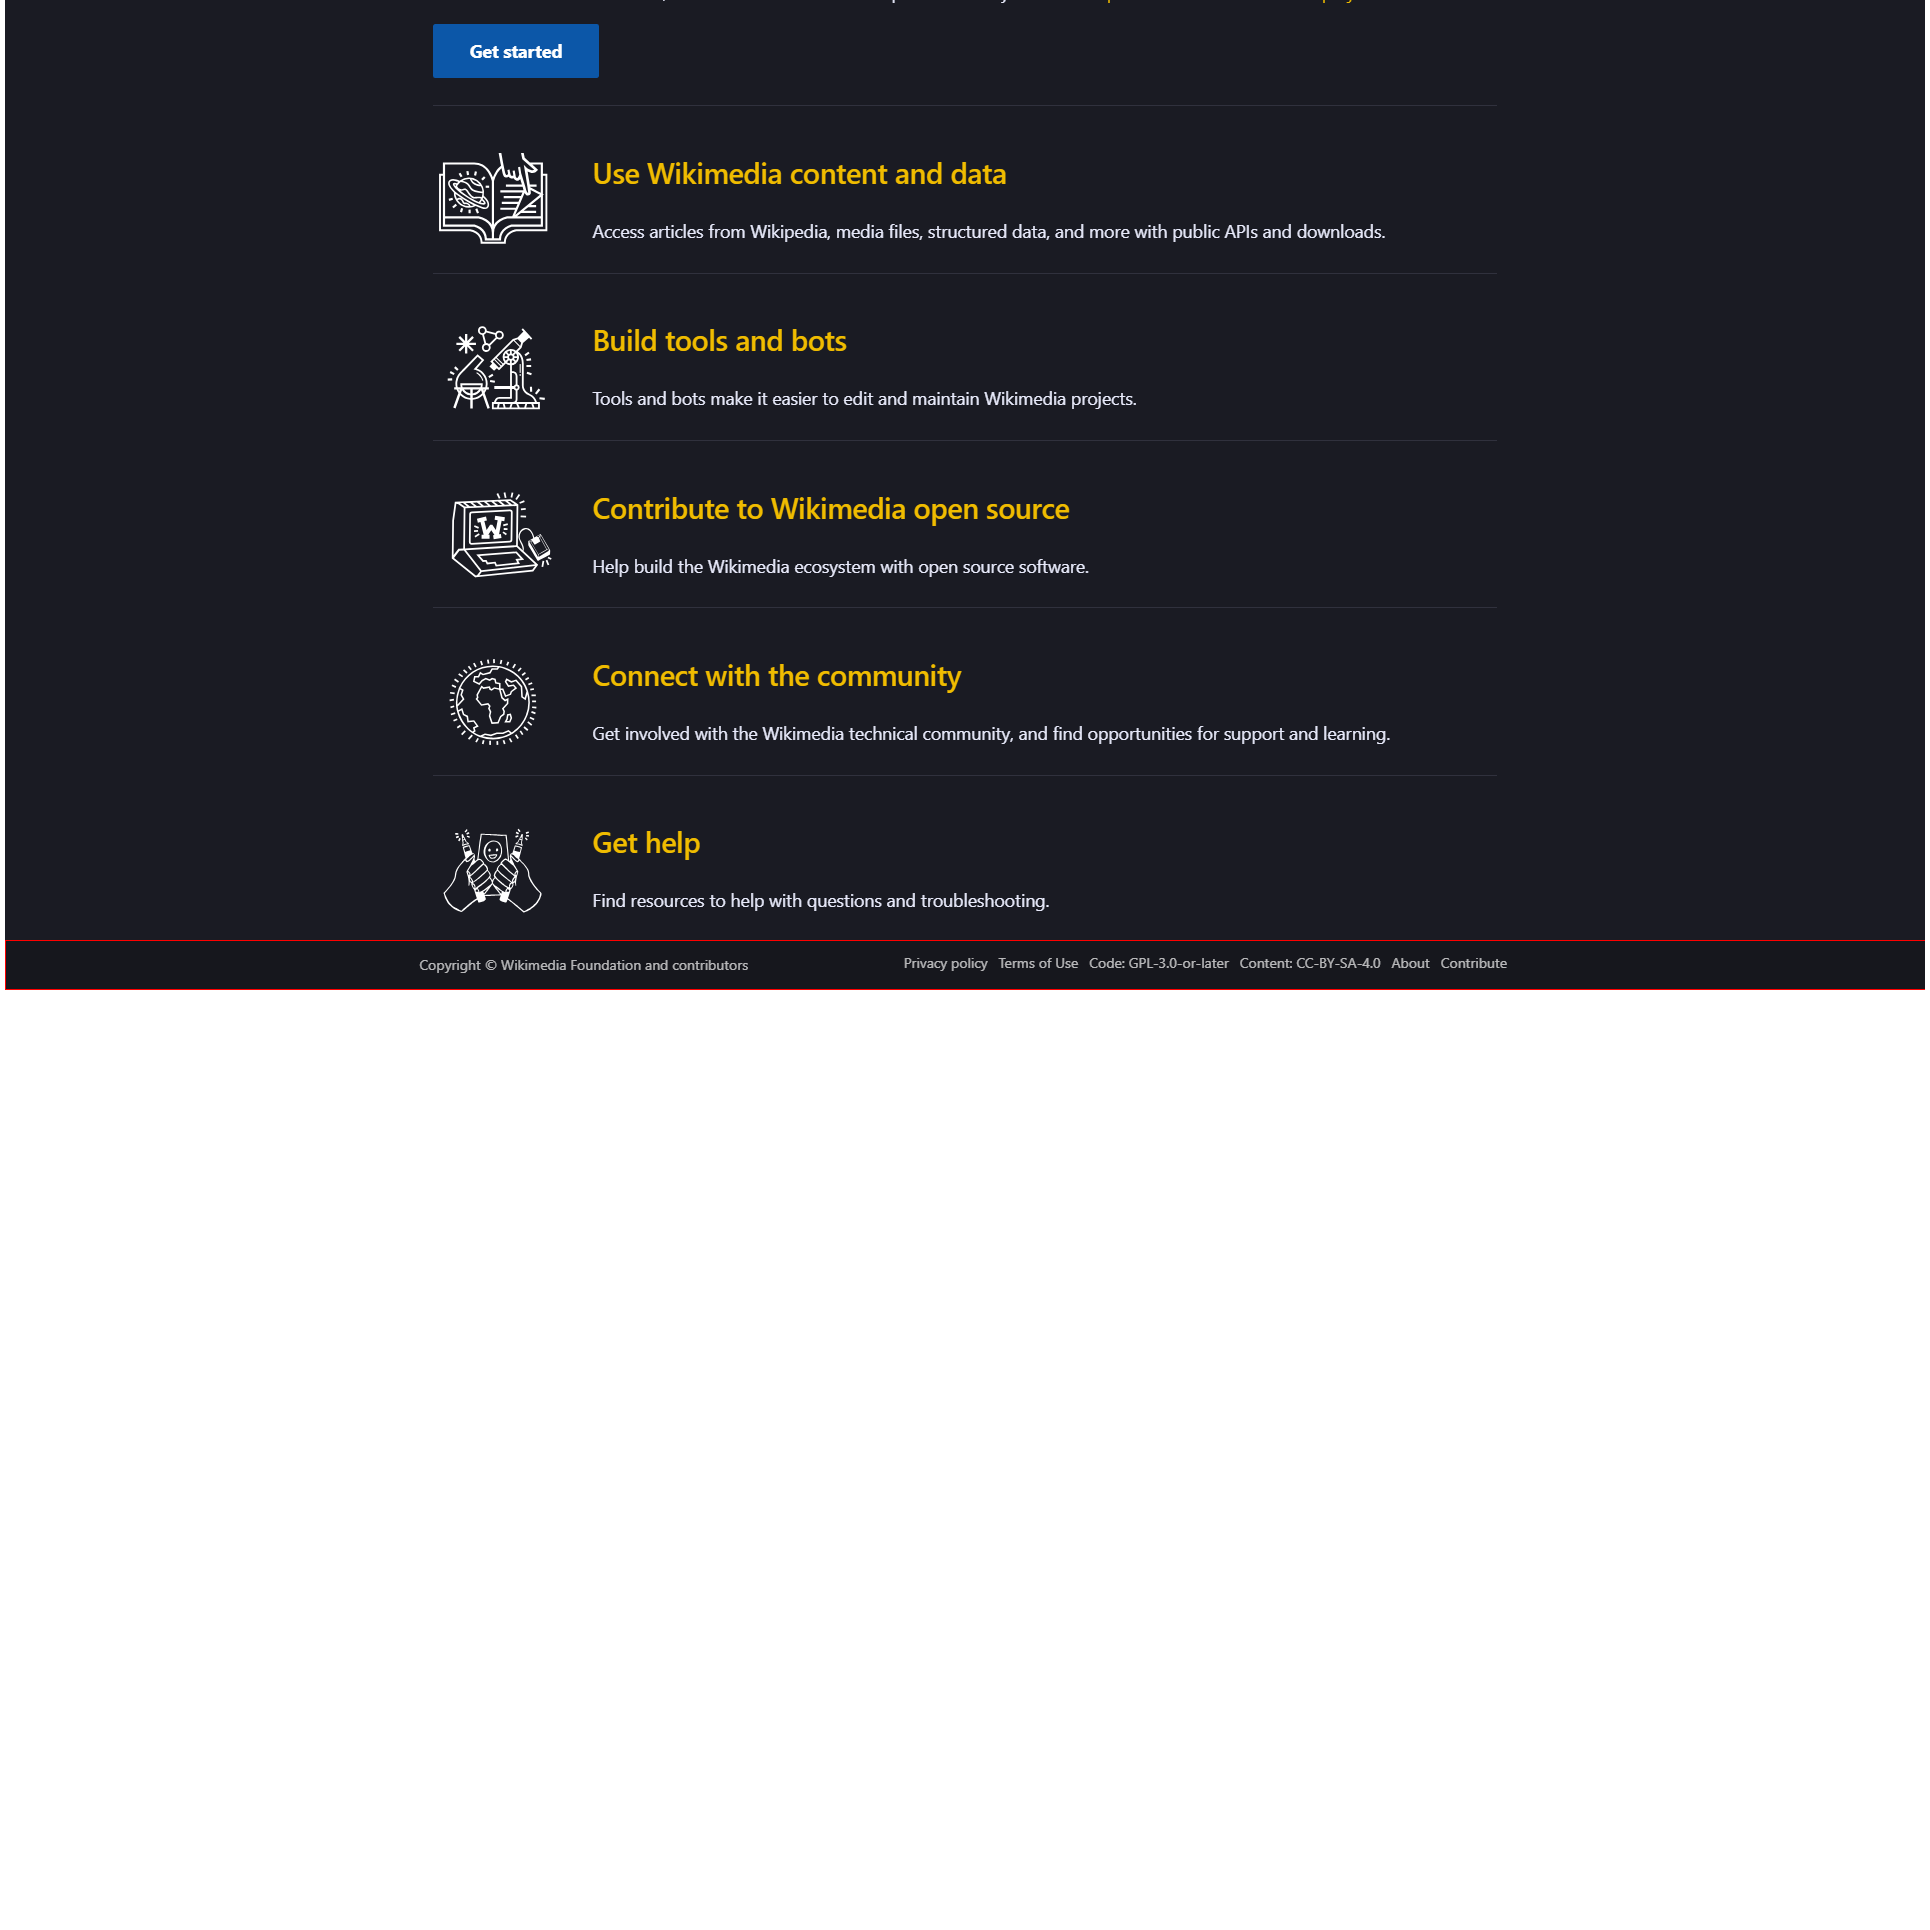 Get started
Use Wikimedia content and data
Access articles from Wikipedia, media files, structured data, and more with public APIs and downloads.
Build tools and bots
Tools and bots make it easier to edit and maintain Wikimedia projects.
W
Contribute to Wikimedia open source
Help build the Wikimedia ecosystem with open source software.
Connect with the community
Get involved with the Wikimedia technical community, and find opportunities for support and learning.
Get help
Find resources to help with questions and troubleshooting.
Copyright © Wikimedia Foundation and contributors
Privacy policy Terms of Use Code: GPL-3.0-or-later Content: CC-BY-SA-4.0 About Contribute